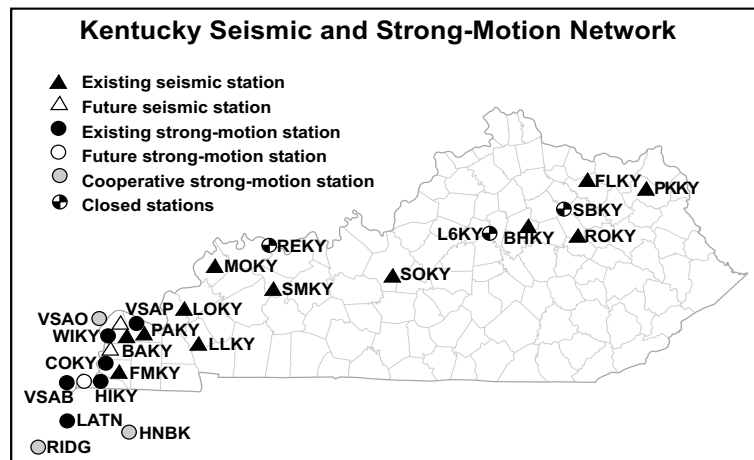 Kentucky Seismic and Strong-Motion Network
Existing seismic station
Future seismic station
Existing strong-motion station
Future strong-motion station
Cooperative strong-motion station
Closed stations
FLKY
PKKY
SBKY
L6KY
BHKY
ROKY
REKY
MOKY
SOKY
SMKY
VSAP
LOKY
VSAO
WIKY
PAKY
BAKY
LLKY
COKY
FMKY
VSAB
HIKY
LATN
HNBK
RIDG